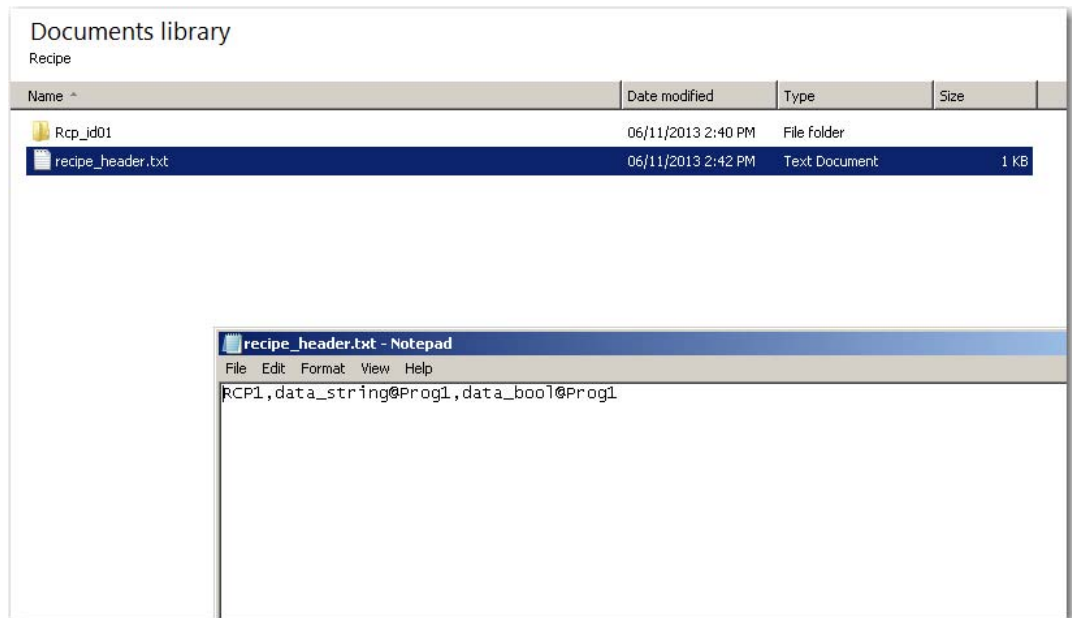 Documents library
Recipe
Name Date modified Type Size
Rcp_id01 06/11/2013 2:40 PM File folder
recipe_header.txt 06/11/2013 2:42 PM Text Document 1 KB
recipe_header.txt - Notepad
File Edit Format View Help
RCP1,data_string@Prog1,data_bool@Prog1